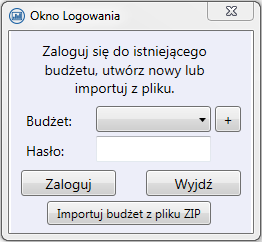 Okno Logowania
Zaloguj się do istniejącego
budżetu, utwórz nowy lub
importuj z pliku.
Budżet: +
Hasło:
Zaloguj Wyjdź
Importuj budżet z pliku ZIP